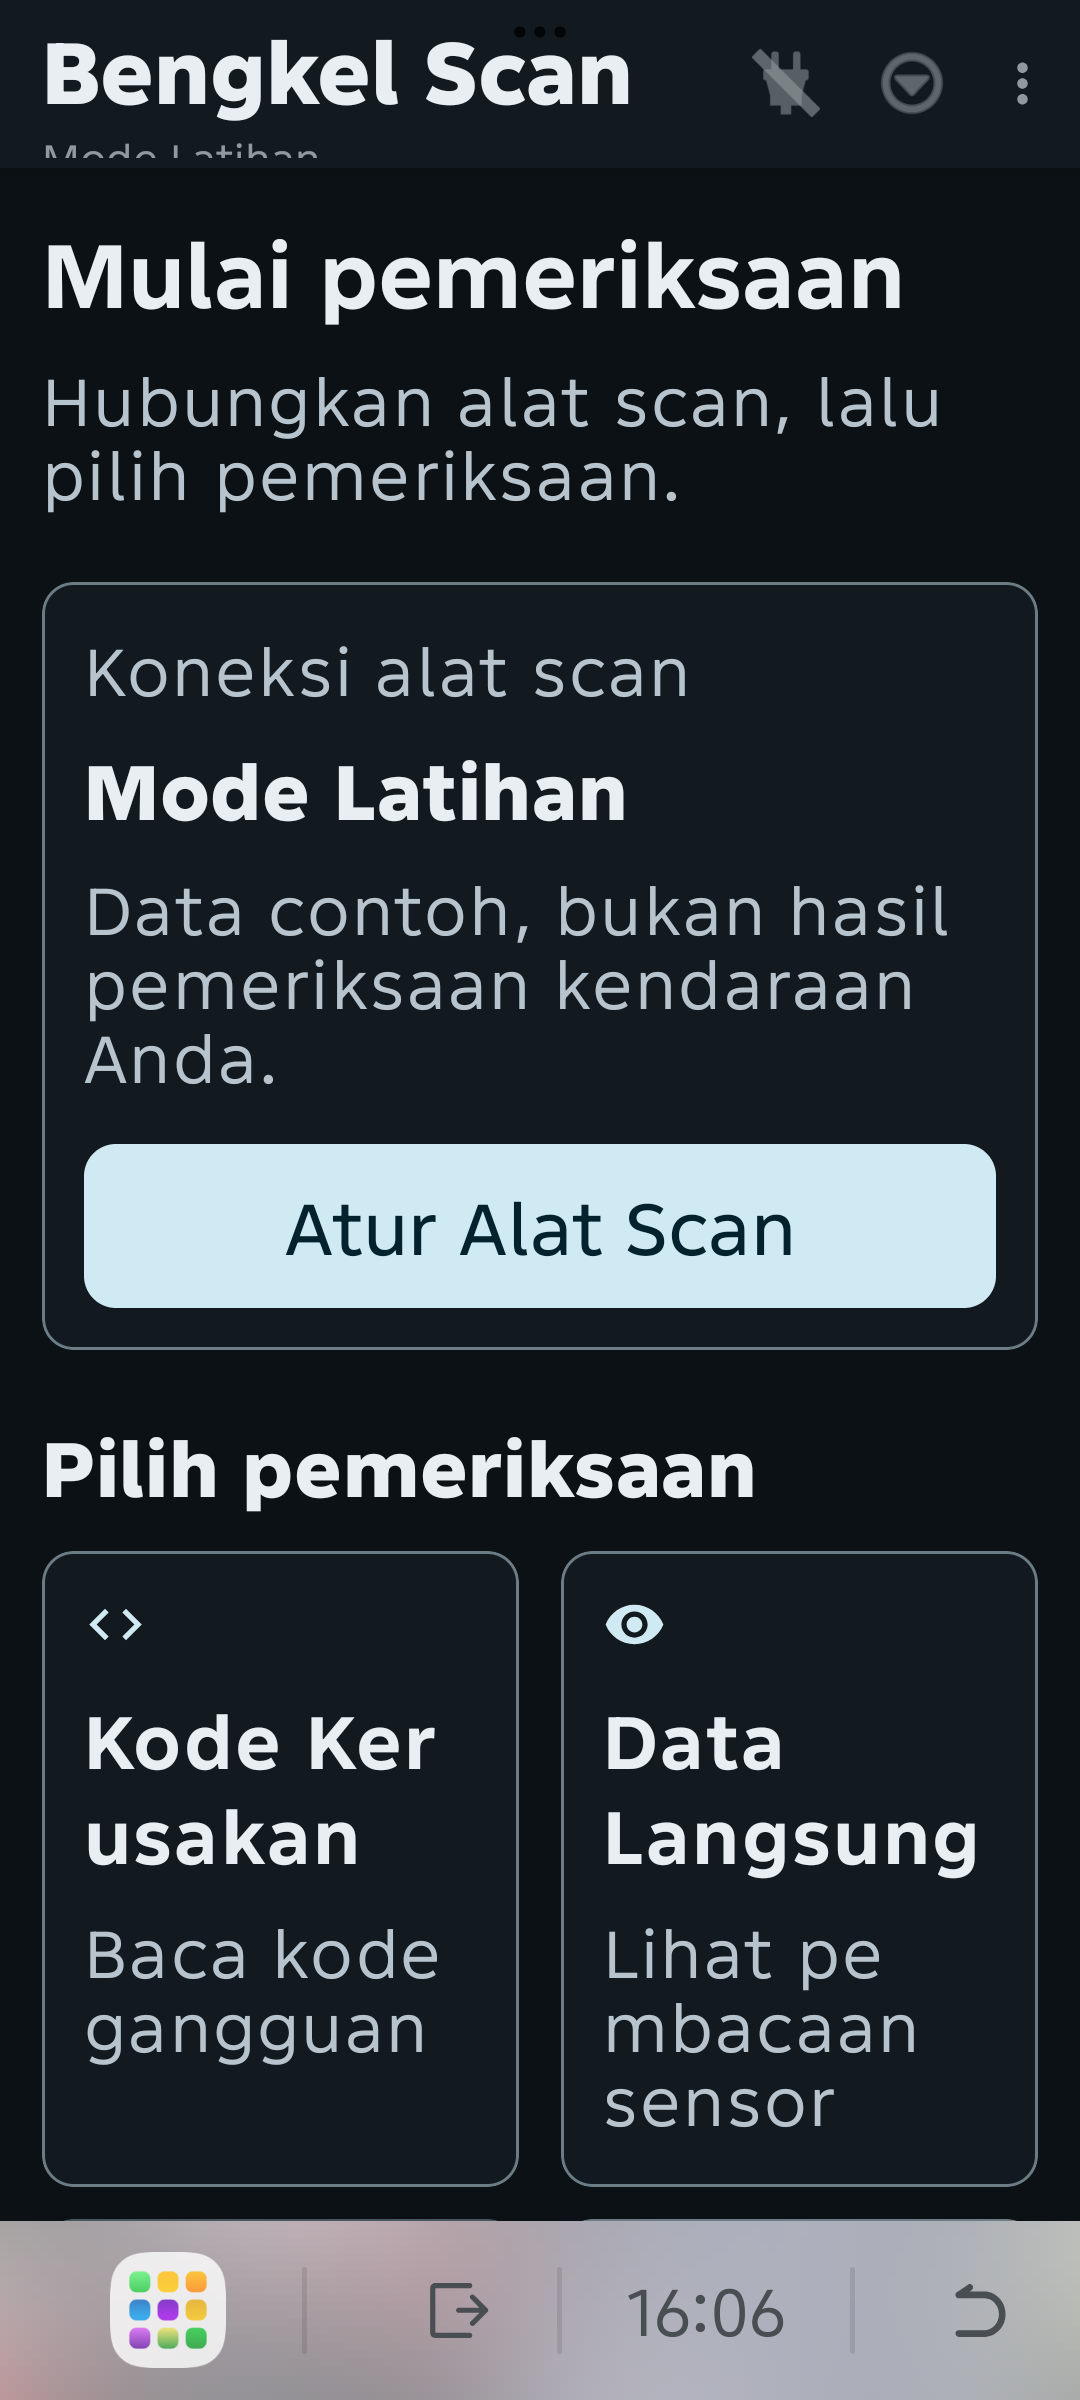 Bengkel Scan
Mode Latihan
Mulai pemeriksaan
Hubungkan alat scan, lalu
pilih pemeriksaan.
Koneksi alat scan
Mode Latihan
Data contoh, bukan hasil
pemeriksaan kendaraan
Anda.
Atur Alat Scan
Pilih pemeriksaan
Kode Ker
usakan
Baca kode
gangguan
Data
Langsung
Lihat pe
mbacaan
sensor
16:06